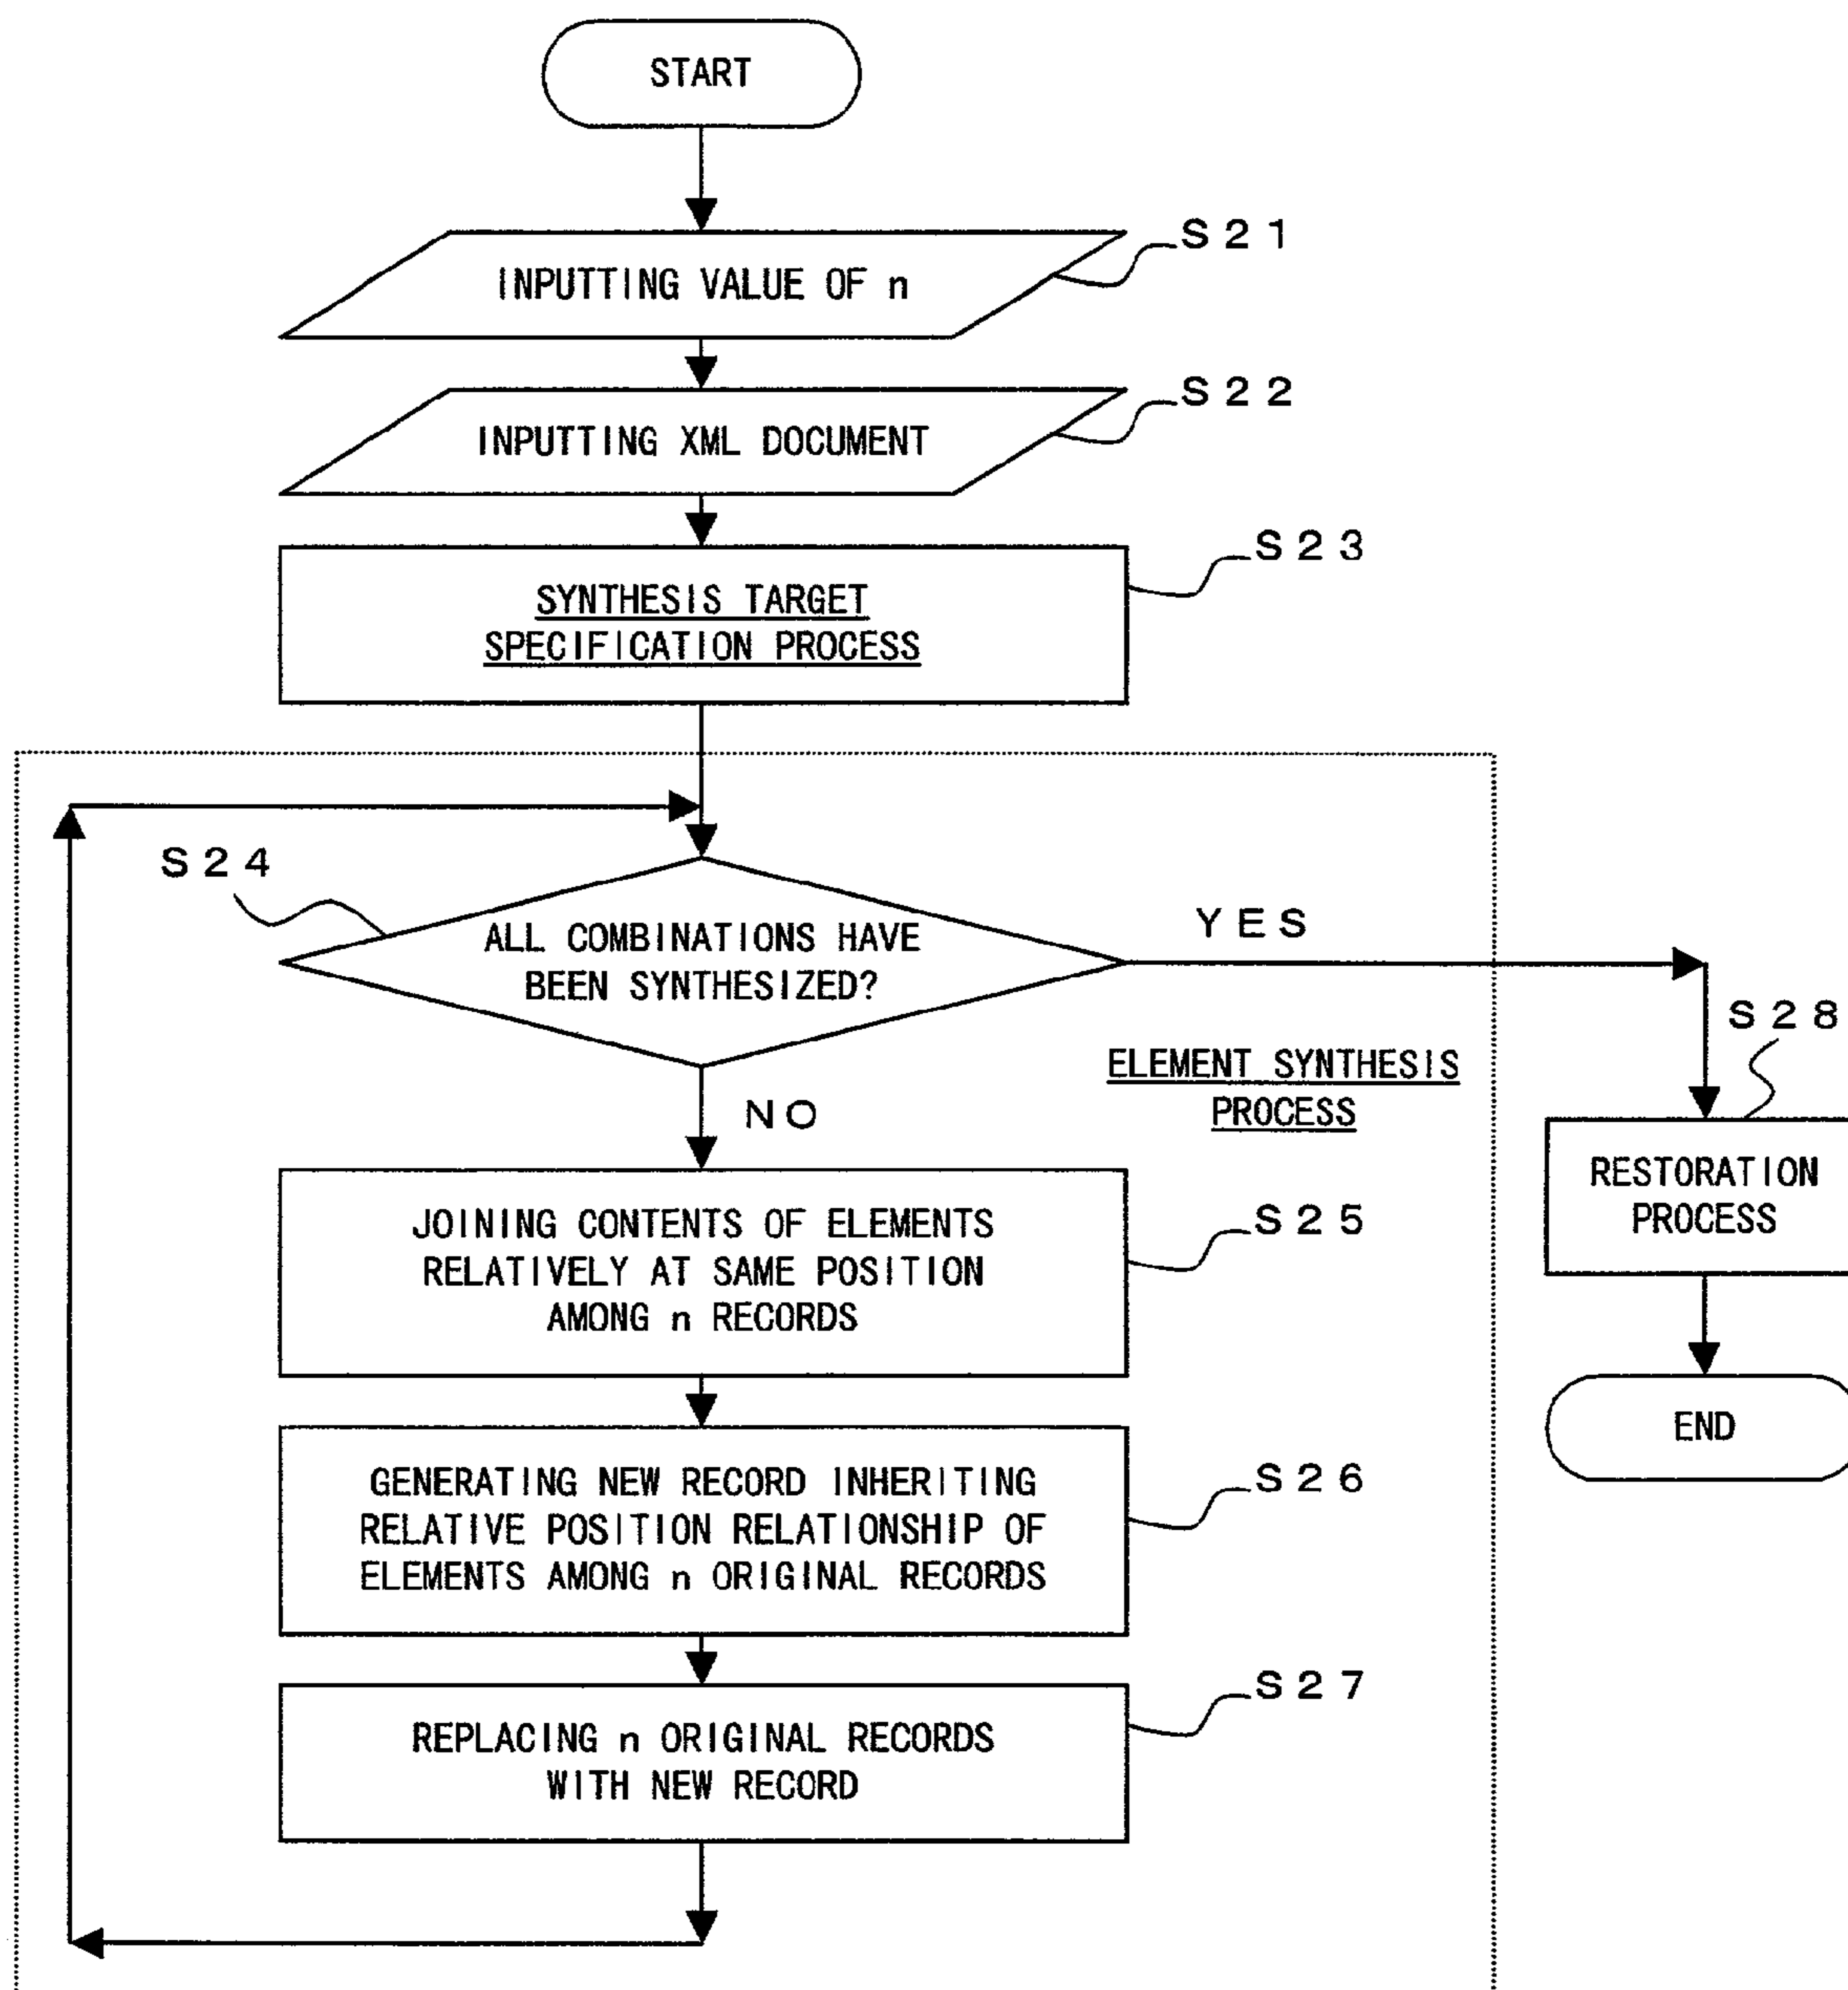 START
INPUTTING VALUE OF n
S21
INPUTTING XML DOCUMENT
S22
SYNTHESIS TARGET
SPECIFICATION PROCESS
S23
S24
ALL COMBINATIONS HAVE
BEEN SYNTHESIZED?
YES
NO
ELEMENT SYNTHESIS
PROCESS
S28
RESTORATION
PROCESS
END
JOINING CONTENTS OF ELEMENTS
RELATIVELY AT SAME POSITION
AMONG n RECORDS
S25
GENERATING NEW RECORD INHERITING
RELATIVE POSITION RELATIONSHIP OF
ELEMENTS AMONG n ORIGINAL RECORDS
S26
REPLACING n ORIGINAL RECORDS
WITH NEW RECORD
S27